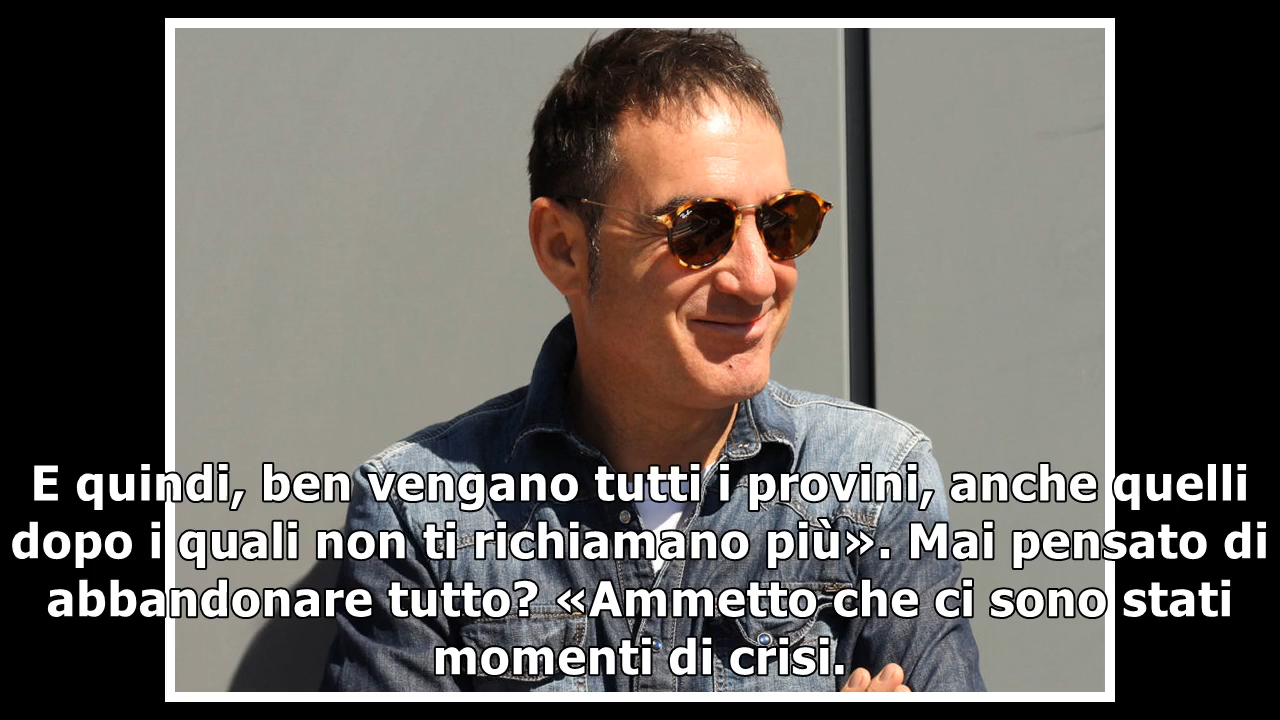 E quindi, ben vengano tutti i provini, anche quelli
dopo i quali non ti richiamano più». Mai pensato di
abbandonare tutto? «Ammetto che ci sono stati
momenti di crisi.